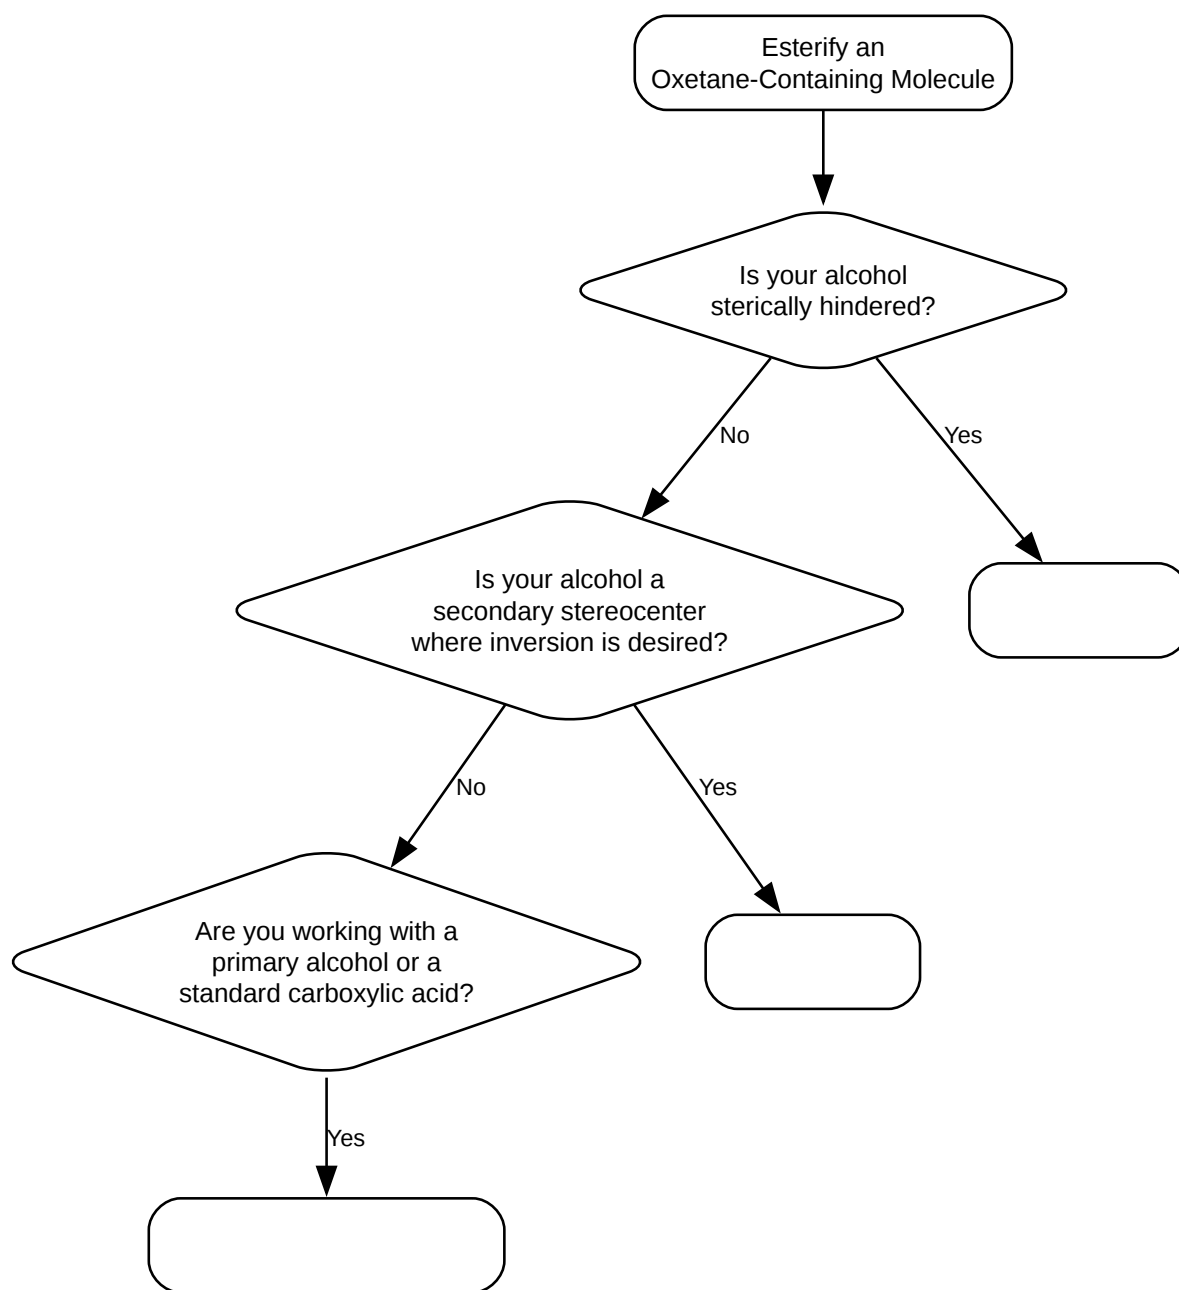 Esterify an
Oxetane-Containing Molecule
Is your alcohol
sterically hindered?
No
Yes
Is your alcohol a
secondary stereocenter
where inversion is desired?
No
Yes
Are you working with a
primary alcohol or a
standard carboxylic acid?
Yes